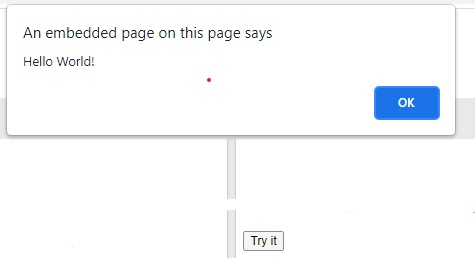 An embedded page on this page says
Hello World!
OK
Try it